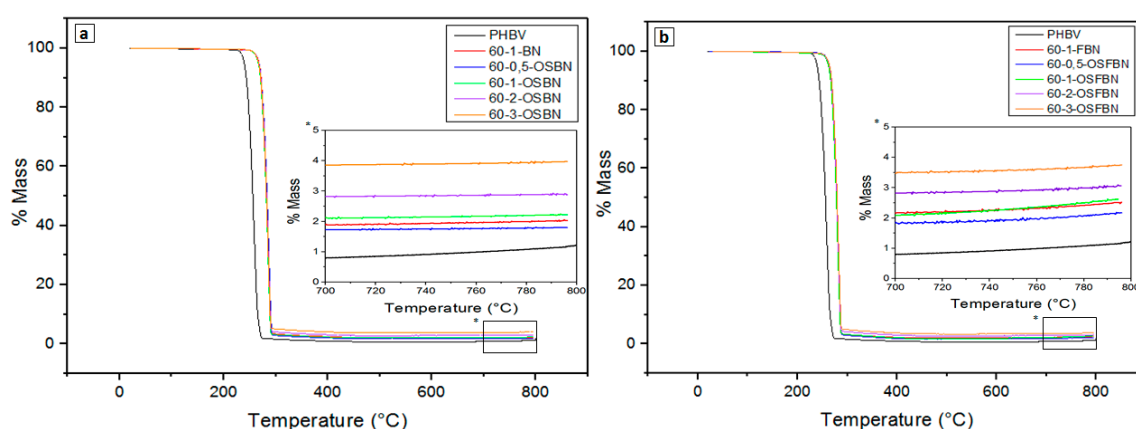 a
PHBV
60-1-BN
60-0,5-OSBN
60-1-OSBN
60-2-OSBN
60-3-OSBN
% Mass
100
80
60
40
20
0
*
% Mass
5
4
3
2
1
0
700 720 740 760 780 800
Temperature (°C)
*
0 200 400 600 800
Temperature (°C)
b
PHBV
60-1-FBN
60-0,5-OSFBN
60-1-OSFBN
60-2-OSFBN
60-3-OSFBN
% Mass
100
80
60
40
20
0
*
% Mass
5
4
3
2
1
0
700 720 740 760 780 800
Temperature (°C)
*
0 200 400 600 800
Temperature (°C)